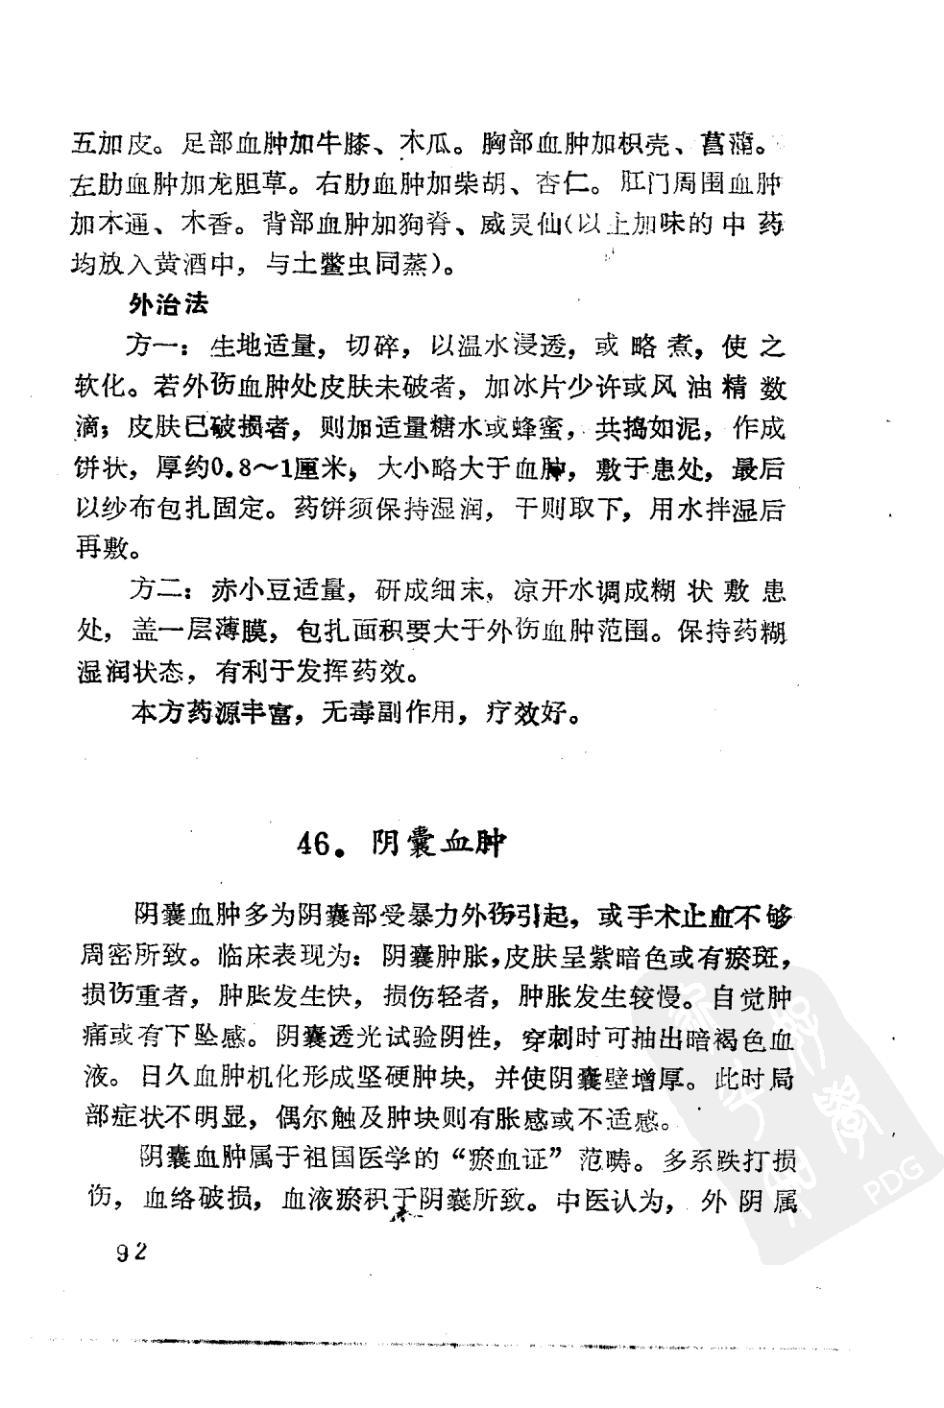 五加皮。足部血肿加牛膝、木瓜。胸部血肿加枳壳、菖蒲。
左肋血肿加龙胆草。右肋血肿加柴胡、杏仁。肛门周围血肿
加木通、木香。背部血肿加狗脊、威灵仙(以上加味的中药
均放入黄酒中，与土鳖虫同蒸)。
外治法
方一：生地适量，切碎，以温水浸透，或略煮，使之
软化。若外伤血肿处皮肤未破者，加冰片少许或风油精数
滴；皮肤已破损者，则加适量糖水或蜂蜜，共捣如泥，作成
饼状，厚约0.8～1厘米，大小略大于血肿，敷于患处，最后
以纱布包扎固定。药饼须保持湿润，干则取下，用水拌湿后
再敷。
方二：赤小豆适量，研成细末，凉开水调成糊状敷患
处，盖一层薄膜，包扎面积要大于外伤血肿范围。保持药糊
湿润状态，有利于发挥药效。
本方药源丰富，无毒副作用，疗效好。
46．阴囊血肿
阴囊血肿多为阴囊部受暴力外伤引起，或手术止血不够
周密所致。临床表现为：阴囊肿胀，皮肤呈紫暗色或有瘀斑，
损伤重者，肿胀发生快，损伤轻者，肿胀发生较慢。自觉肿
痛或有下坠感。阴囊透光试验阴性，穿刺时可抽出暗褐色血
液。日久血肿机化形成坚硬肿块，并使阴囊壁增厚。此时局
部症状不明显，偶尔触及肿块则有胀感或不适感。
阴囊血肿属于祖国医学的“瘀血证”范畴。多系跌打损
伤，血络破损，血液瘀积于阴囊所致。中医认为，外阴属
92
PDG